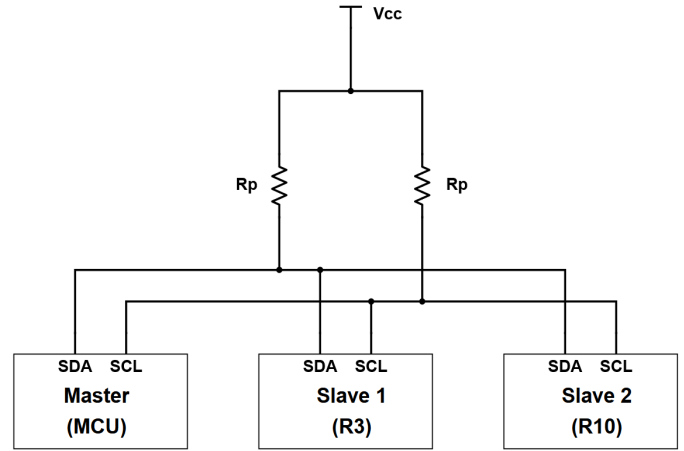 Vcc
Rp
Rp
SDA SCL
Master
(MCU)
SDA SCL
Slave 1
(R3)
SDA SCL
Slave 2
(R10)